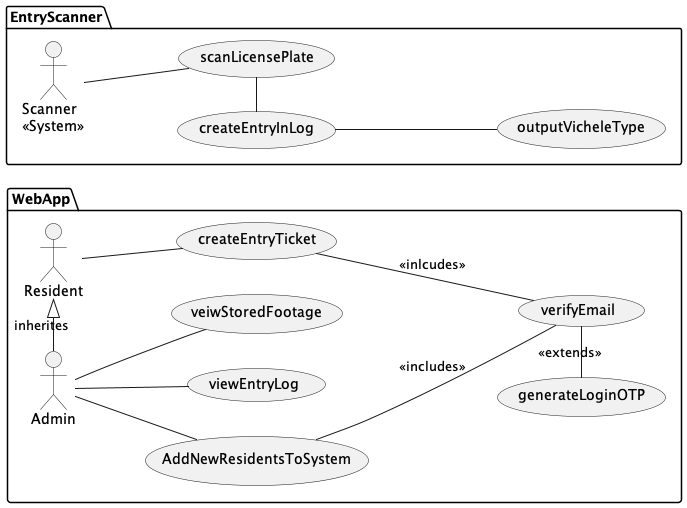 EntryScanner
scanLicensePlate
Scanner
«System»
createEntryInLog
outputVicheleType
WebApp
createEntryTicket
«inlcudes»
Resident
verifyEmail
veiwStoredFootage
inherites
«extends»
«includes»
viewEntryLog
generateLoginOTP
Admin
AddNewResidentsToSystem